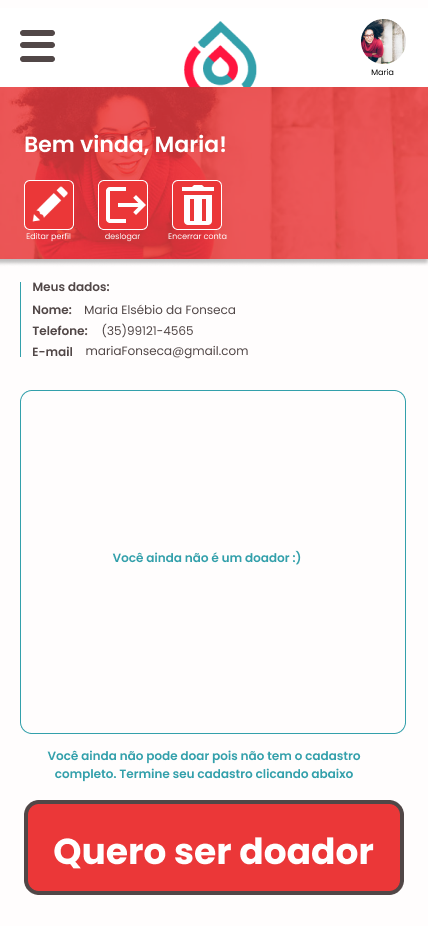 Maria
Bem vinda, Maria!
Editar pérfil
deslogar
Encerrar conta
Meus dados:
Nome: Maria Elsébio da Fonseca
Telefone: (35)99121-4565
E-mail mariaFonseca@gmail.com
Você ainda não é um doador :)
Você ainda não pode doar pois não tem o cadastro
completo. Termine seu cadastro clicando abaixo
Quero ser doador